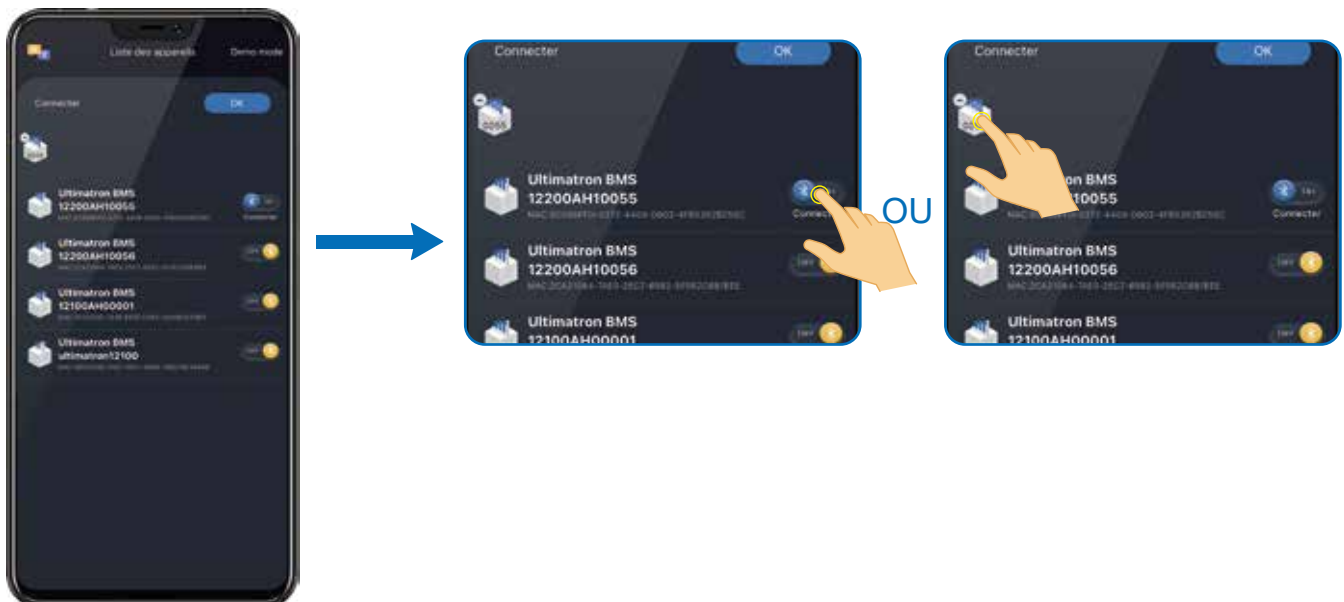 Liste des appareils
Demo mode
Connecter
OK
Ultimatron BMS
12200AH10055
Connecter
Ultimatron BMS
12200AH10056
Ultimatron BMS
12100AH00001
Ultimatron BMS
ultimatron12100
Connecter
OK
0055
Ultimatron BMS
12200AH10055
Connecter
Ultimatron BMS
12200AH10056
Ultimatron BMS
12100AH00001
OU
Connecter
OK
BMS
10055
Connecter
Ultimatron BMS
12200AH10056
Ultimatron BMS
12100AH00001